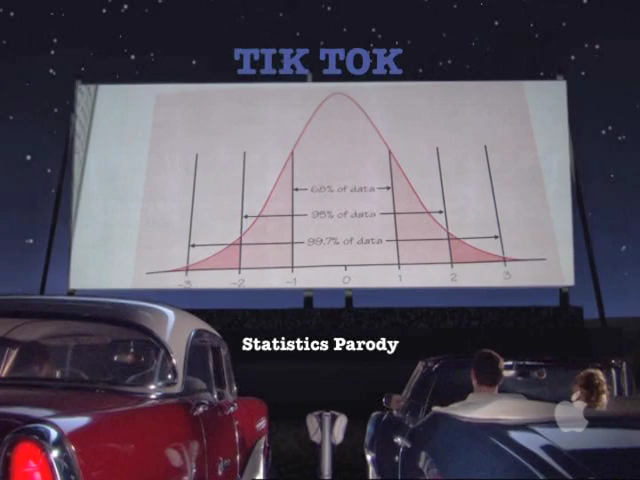 TIK TOK
68% of data
95% of data
99.7% of data
-3 -2 -1 0 1 2 3
Statistics Parody